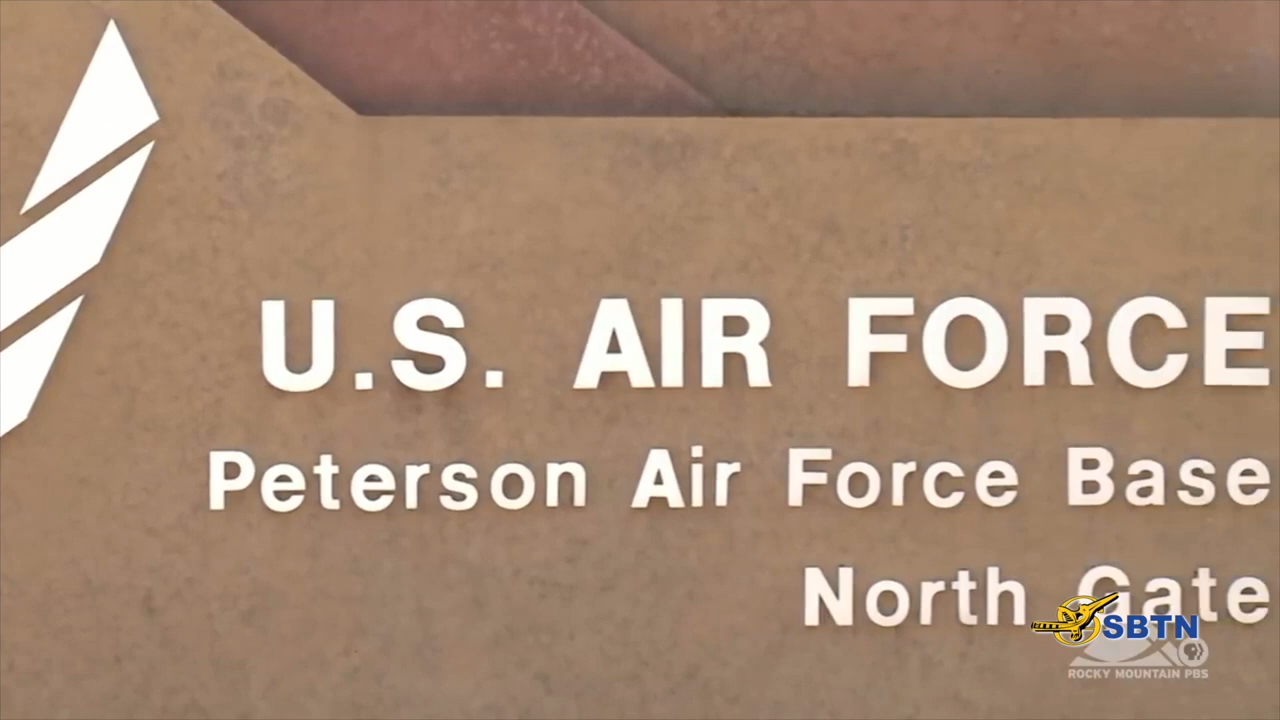 U.S. AIR FORCE
Peterson Air Force Base
North Gate
SBTN
ROCKY MOUNTAIN PBS